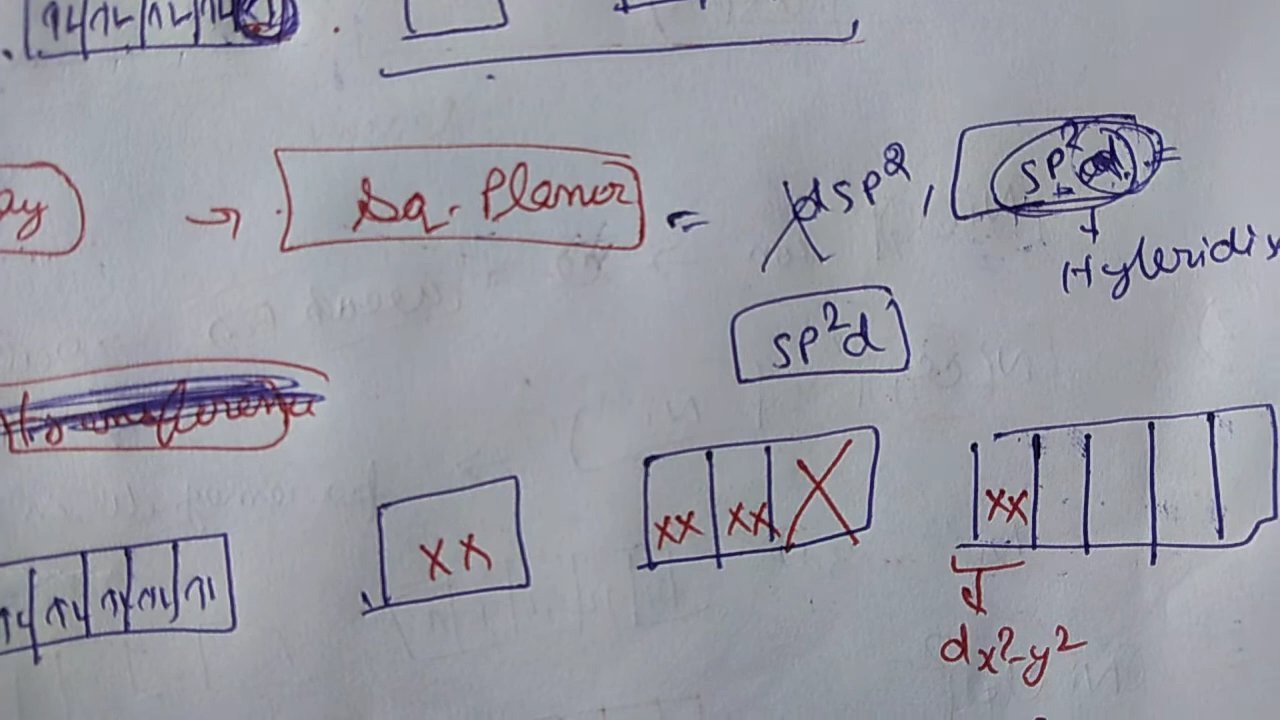 → Sq. Planar = dsp², sp²d =
Hybridis
sp²d
xx xx xx X xx
dx²-y²